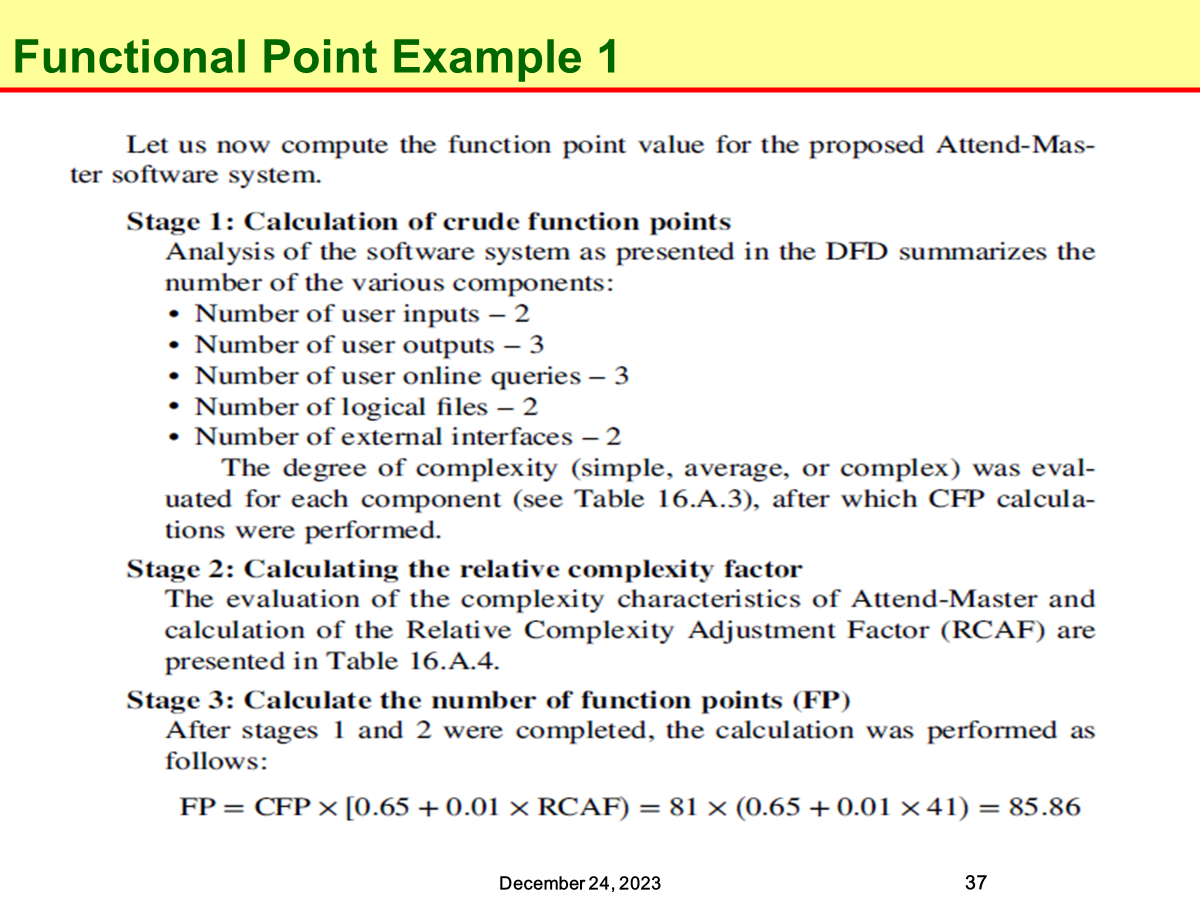 Functional Point Example 1
Let us now compute the function point value for the proposed Attend-Mas-
ter software system.
Stage 1: Calculation of crude function points
Analysis of the software system as presented in the DFD summarizes the
number of the various components:
• Number of user inputs – 2
• Number of user outputs – 3
• Number of user online queries – 3
• Number of logical files – 2
• Number of external interfaces – 2
The degree of complexity (simple, average, or complex) was eval-
uated for each component (see Table 16.A.3), after which CFP calcula-
tions were performed.
Stage 2: Calculating the relative complexity factor
The evaluation of the complexity characteristics of Attend-Master and
calculation of the Relative Complexity Adjustment Factor (RCAF) are
presented in Table 16.A.4.
Stage 3: Calculate the number of function points (FP)
After stages 1 and 2 were completed, the calculation was performed as
follows:
FP = CFP × [0.65 + 0.01 × RCAF) = 81 × (0.65 + 0.01 × 41) = 85.86
December 24, 2023
37